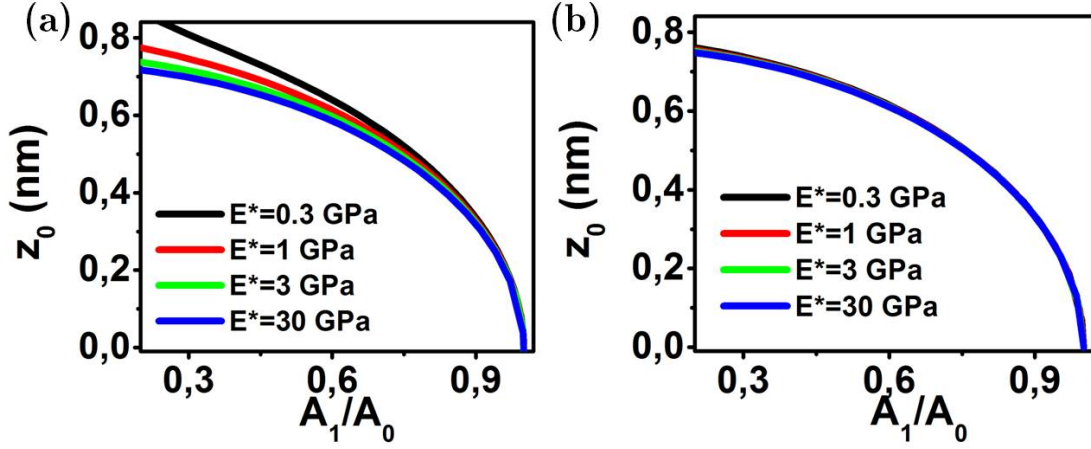 (a)
0,8
0,6
0,4
0,2
0,0
z0 (nm)
E*=0.3 GPa
E*=1 GPa
E*=3 GPa
E*=30 GPa
0,3 0,6 0,9
A1/A0
(b)
0,8
0,6
0,4
0,2
0,0
z0 (nm)
E*=0.3 GPa
E*=1 GPa
E*=3 GPa
E*=30 GPa
0,3 0,6 0,9
A1/A0